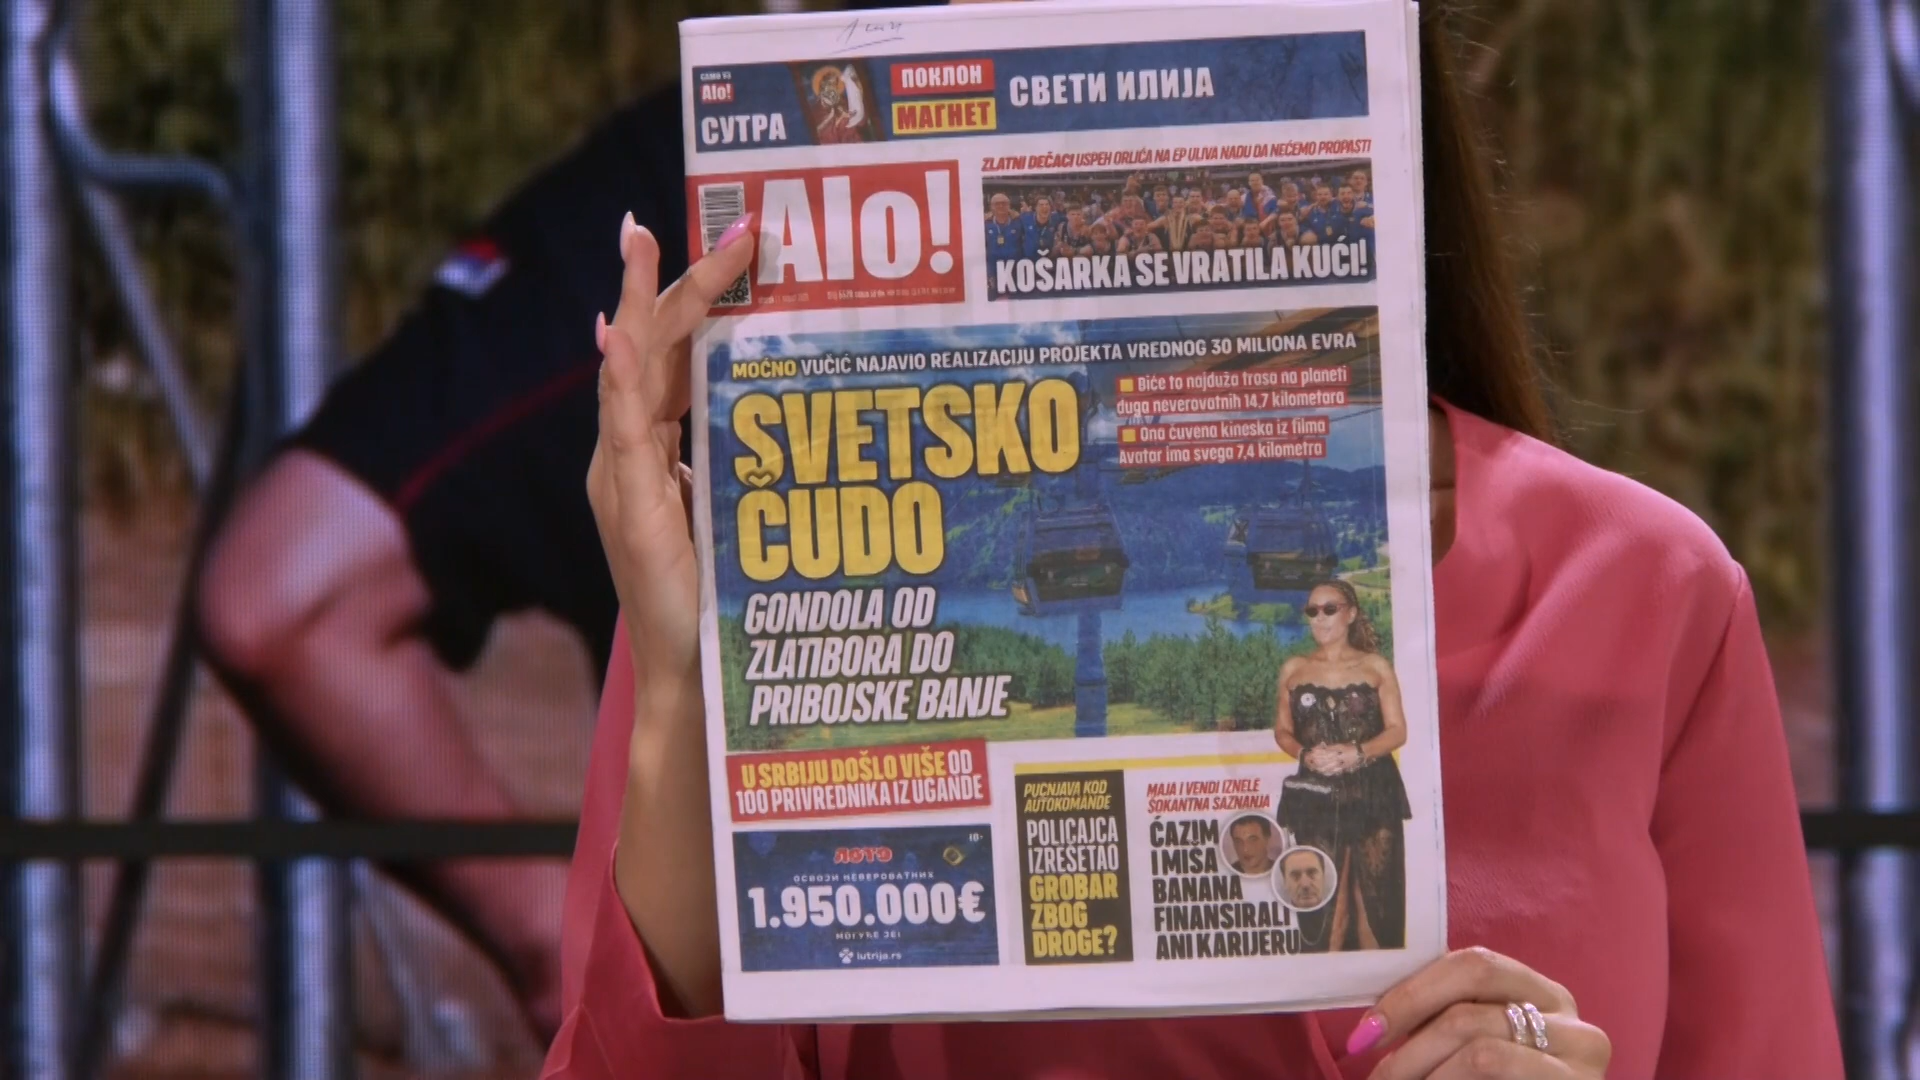 САМО УЗ
Alo!
СУТРА
ПОКЛОН
МАГНЕТ
СВЕТИ ИЛИЈА
ZLATNI DEČACI USPEH ORLIĆA NA EP ULIVA NADU DA NEĆEMO PROPASTI
KOŠARKA SE VRATILA KUĆI!
Alo!
MOĆNO VUČIĆ NAJAVIO REALIZACIJU PROJEKTA VREDNOG 30 MILIONA EVRA
SVETSKO
ČUDO
Biće to najduža trasa na planeti
duga neverovatnih 14,7 kilometara
Ona čuvena kineska iz filma
Avatar ima svega 7,4 kilometra
GONDOLA OD
ZLATIBORA DO
PRIBOJSKE BANJE
U SRBIJU DOŠLO VIŠE OD
100 PRIVREDNIKA IZ UGANDE
18+
ЛОТО
ОСВОЈИ НЕВЕРОВАТНИХ
1.950.000€
МОГУЋЕ ЈЕ!
lutrija.rs
PUCNJAVA KOD
AUTOKOMANDE
POLICAJCA
IZREŠETAO
GROBAR
ZBOG
DROGE?
MAJA I VENDI IZNELE
ŠOKANTNA SAZNANJA
ĆAZIM
I MIŠA
BANANA
FINANSIRALI
ANI KARIJERU